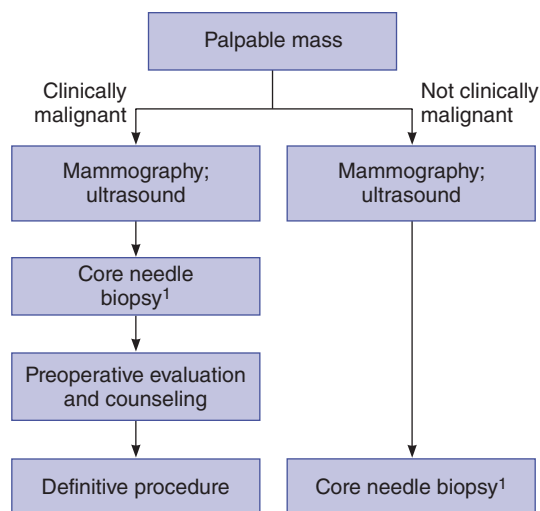 Palpable mass
Clinically
malignant
Not clinically
malignant
Mammography;
ultrasound
Mammography;
ultrasound
Core needle
biopsy¹
Preoperative evaluation
and counseling
Definitive procedure
Core needle biopsy¹